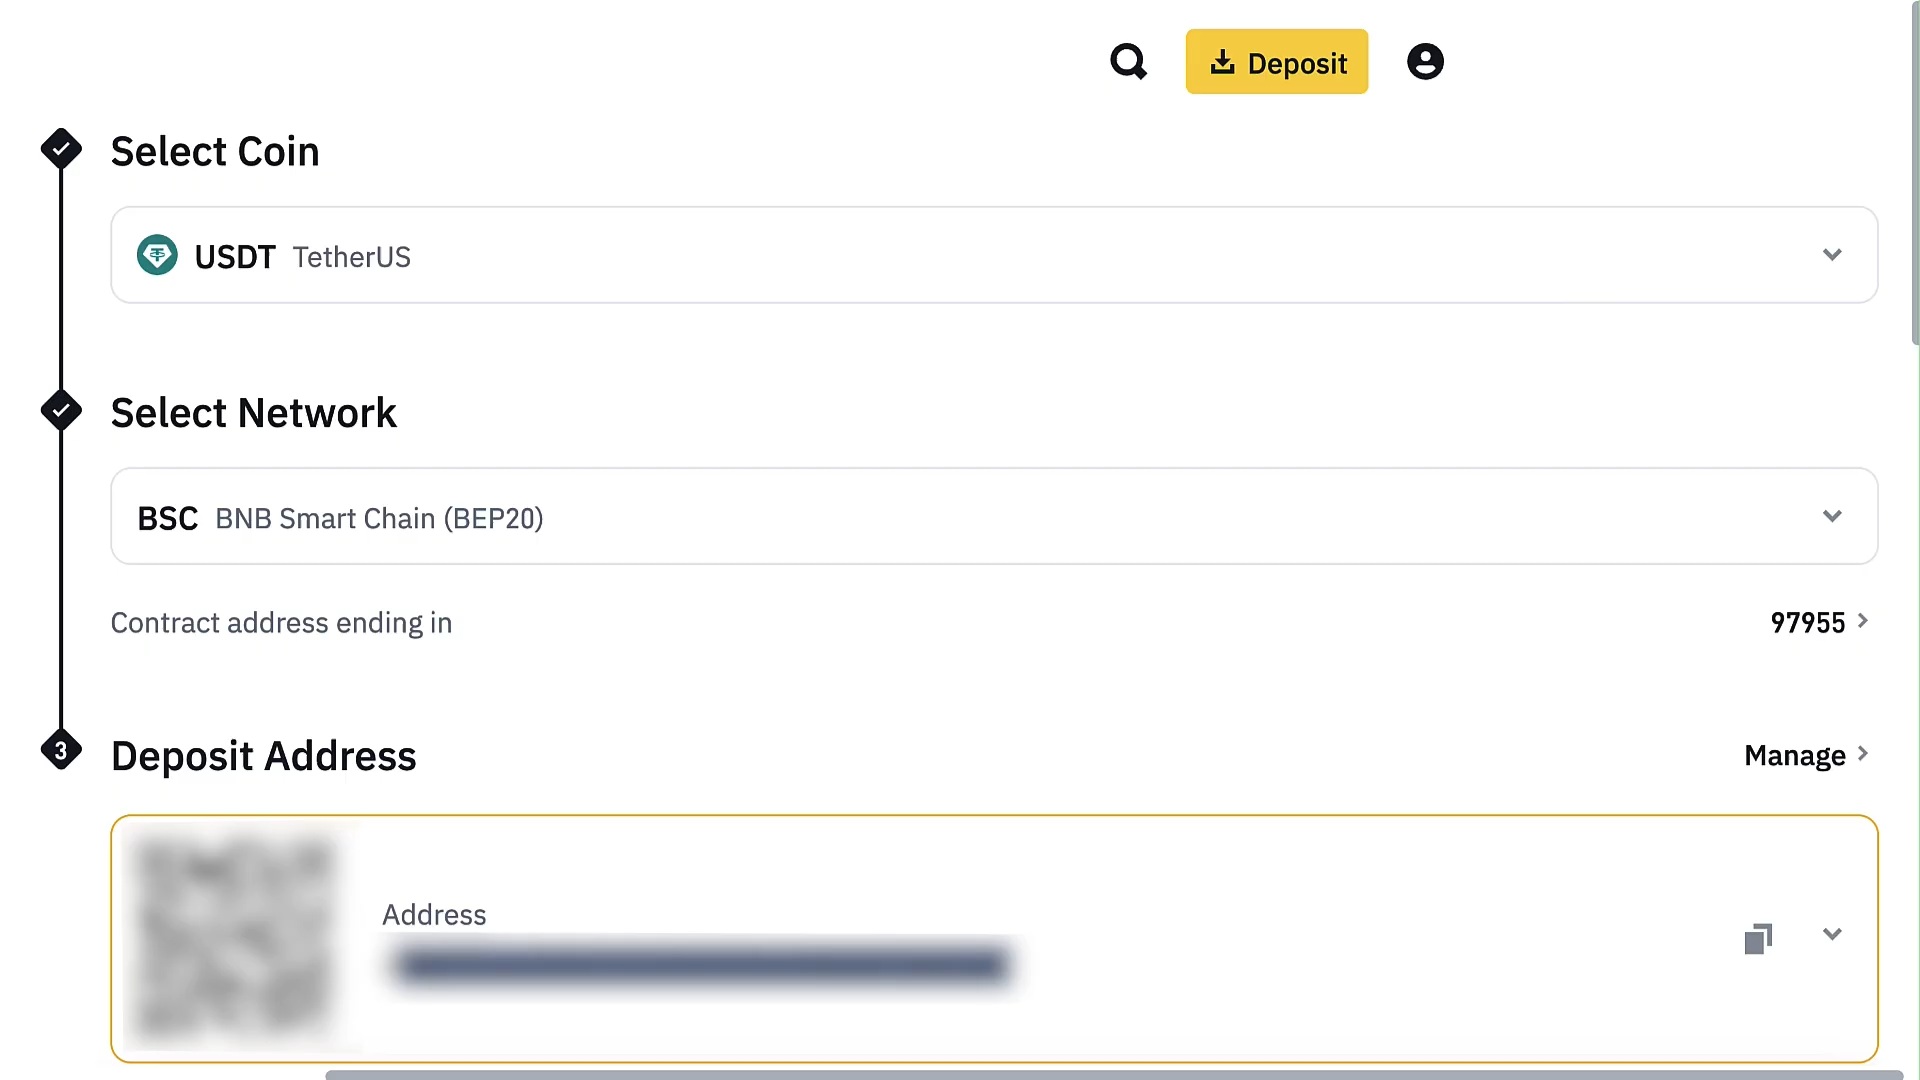 Deposit
Select Coin
USDT TetherUS
Select Network
BSC BNB Smart Chain (BEP20)
Contract address ending in 97955
3 Deposit Address Manage
Address